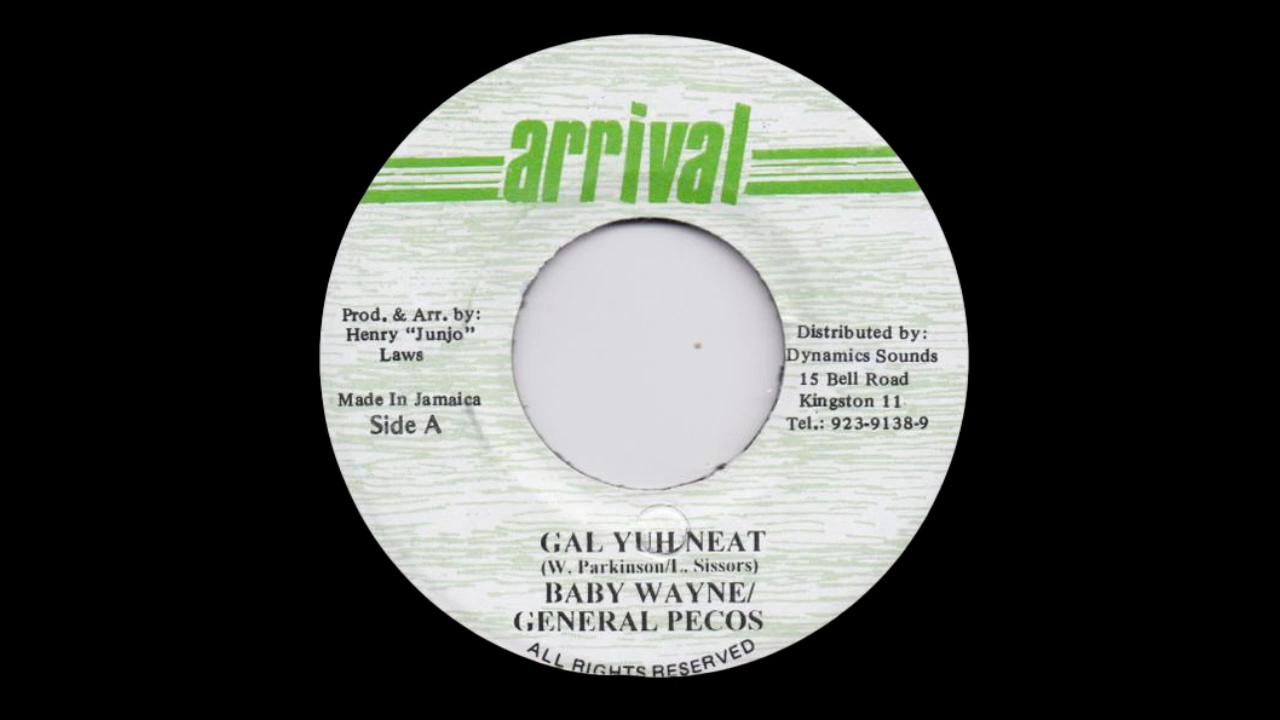 arrival
Prod. & Arr. by:
Henry "Junjo"
Laws
Made In Jamaica
Side A
Distributed by:
Dynamics Sounds
15 Bell Road
Kingston 11
Tel.: 923-9138-9
GAL YUH NEAT
(W. Parkinson/L. Sissors)
BABY WAYNE/
GENERAL PECOS
ALL RIGHTS RESERVED